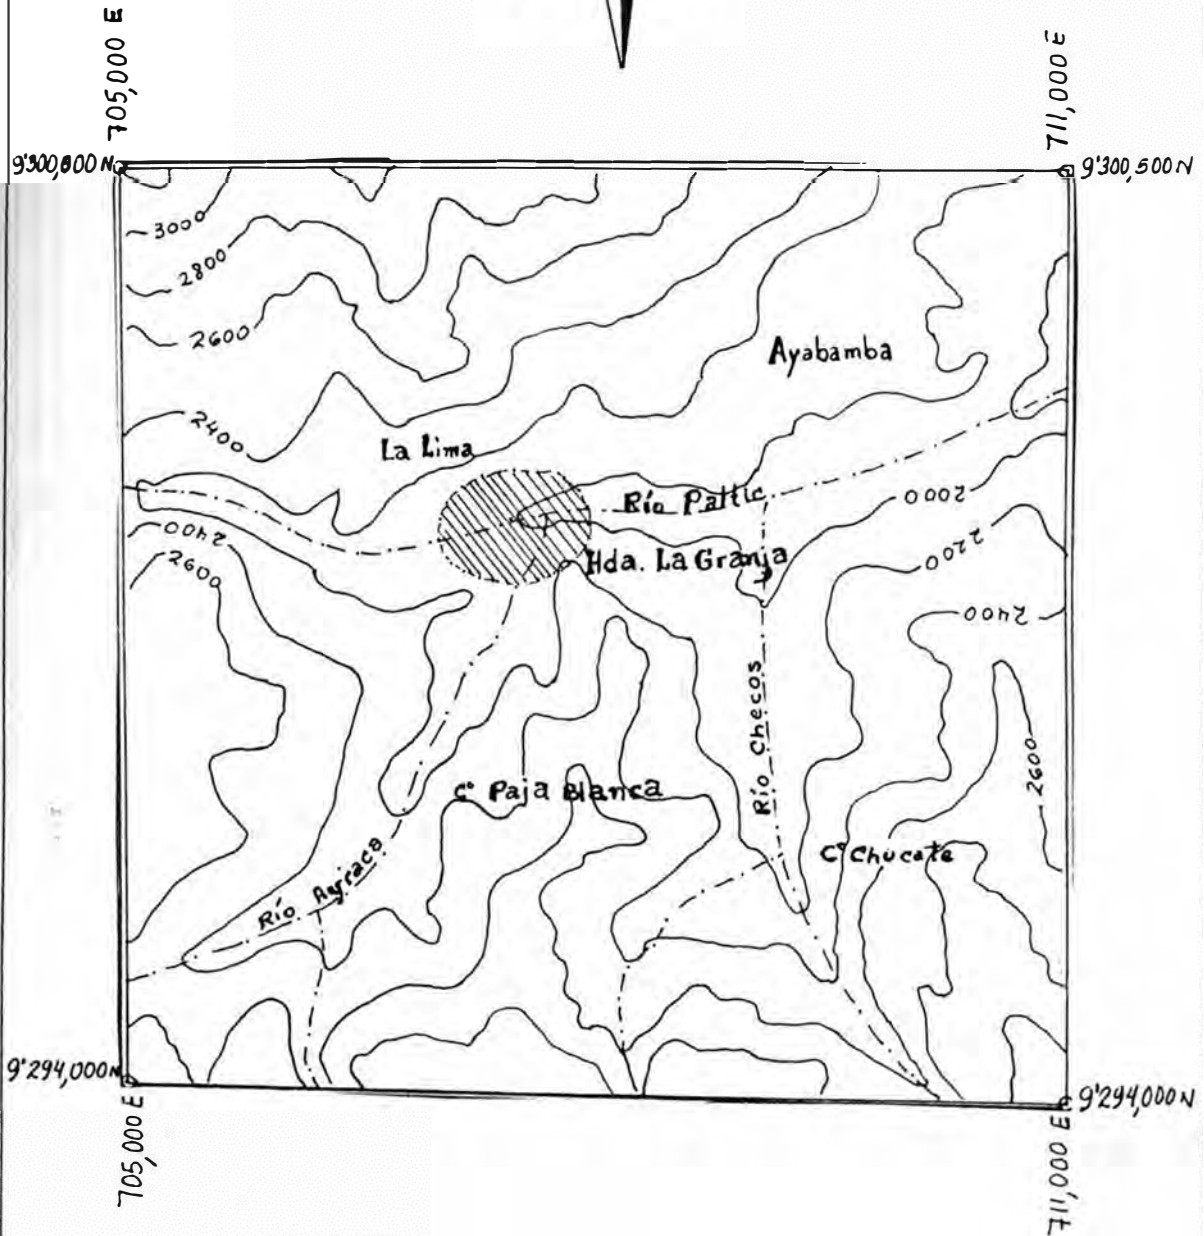 705,000 E
711,000 E
9'300,500 N
9'300,500 N
3000
2800
2600
Ayabamba
2400
La Lima
Río Pattic
2000
2400
2600
Hda. La Granja
2200
2400
Río Checos
2600
Cº Paja Blanca
Cº Chucate
Río Ayraca
9'294,000 N
9'294,000 N
705,000 E
711,000 E